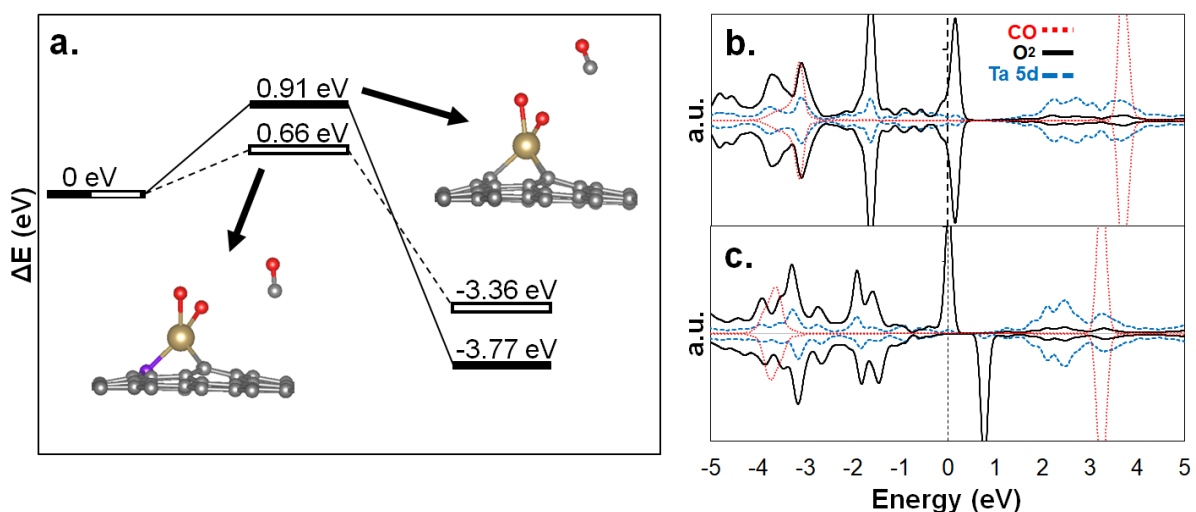 a.
0.91 eV
0.66 eV
0 eV
-3.36 eV
-3.77 eV
ΔE (eV)
b.
CO
O²
Ta 5d
a.u.
c.
a.u.
-5 -4 -3 -2 -1 0 1 2 3 4 5
Energy (eV)